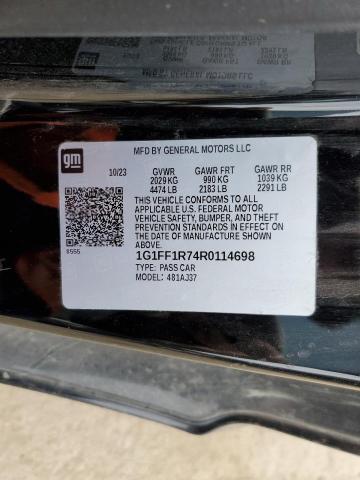 gm
MFD BY GENERAL MOTORS LLC
10/23 GVWR GAWR FRT GAWR RR
2029 KG 990 KG 1039 KG
4474 LB 2183 LB 2291 LB
THIS VEHICLE CONFORMS TO ALL APPLICABLE
U.S. FEDERAL MOTOR VEHICLE
SAFETY, BUMPER, AND THEFT
PREVENTION STANDARDS IN EFFECT ON THE
DATE OF MANUFACTURE SHOWN ABOVE.
8555
1G1FF1R74R0114698
TYPE: PASS CAR
MODEL: 481AJ37